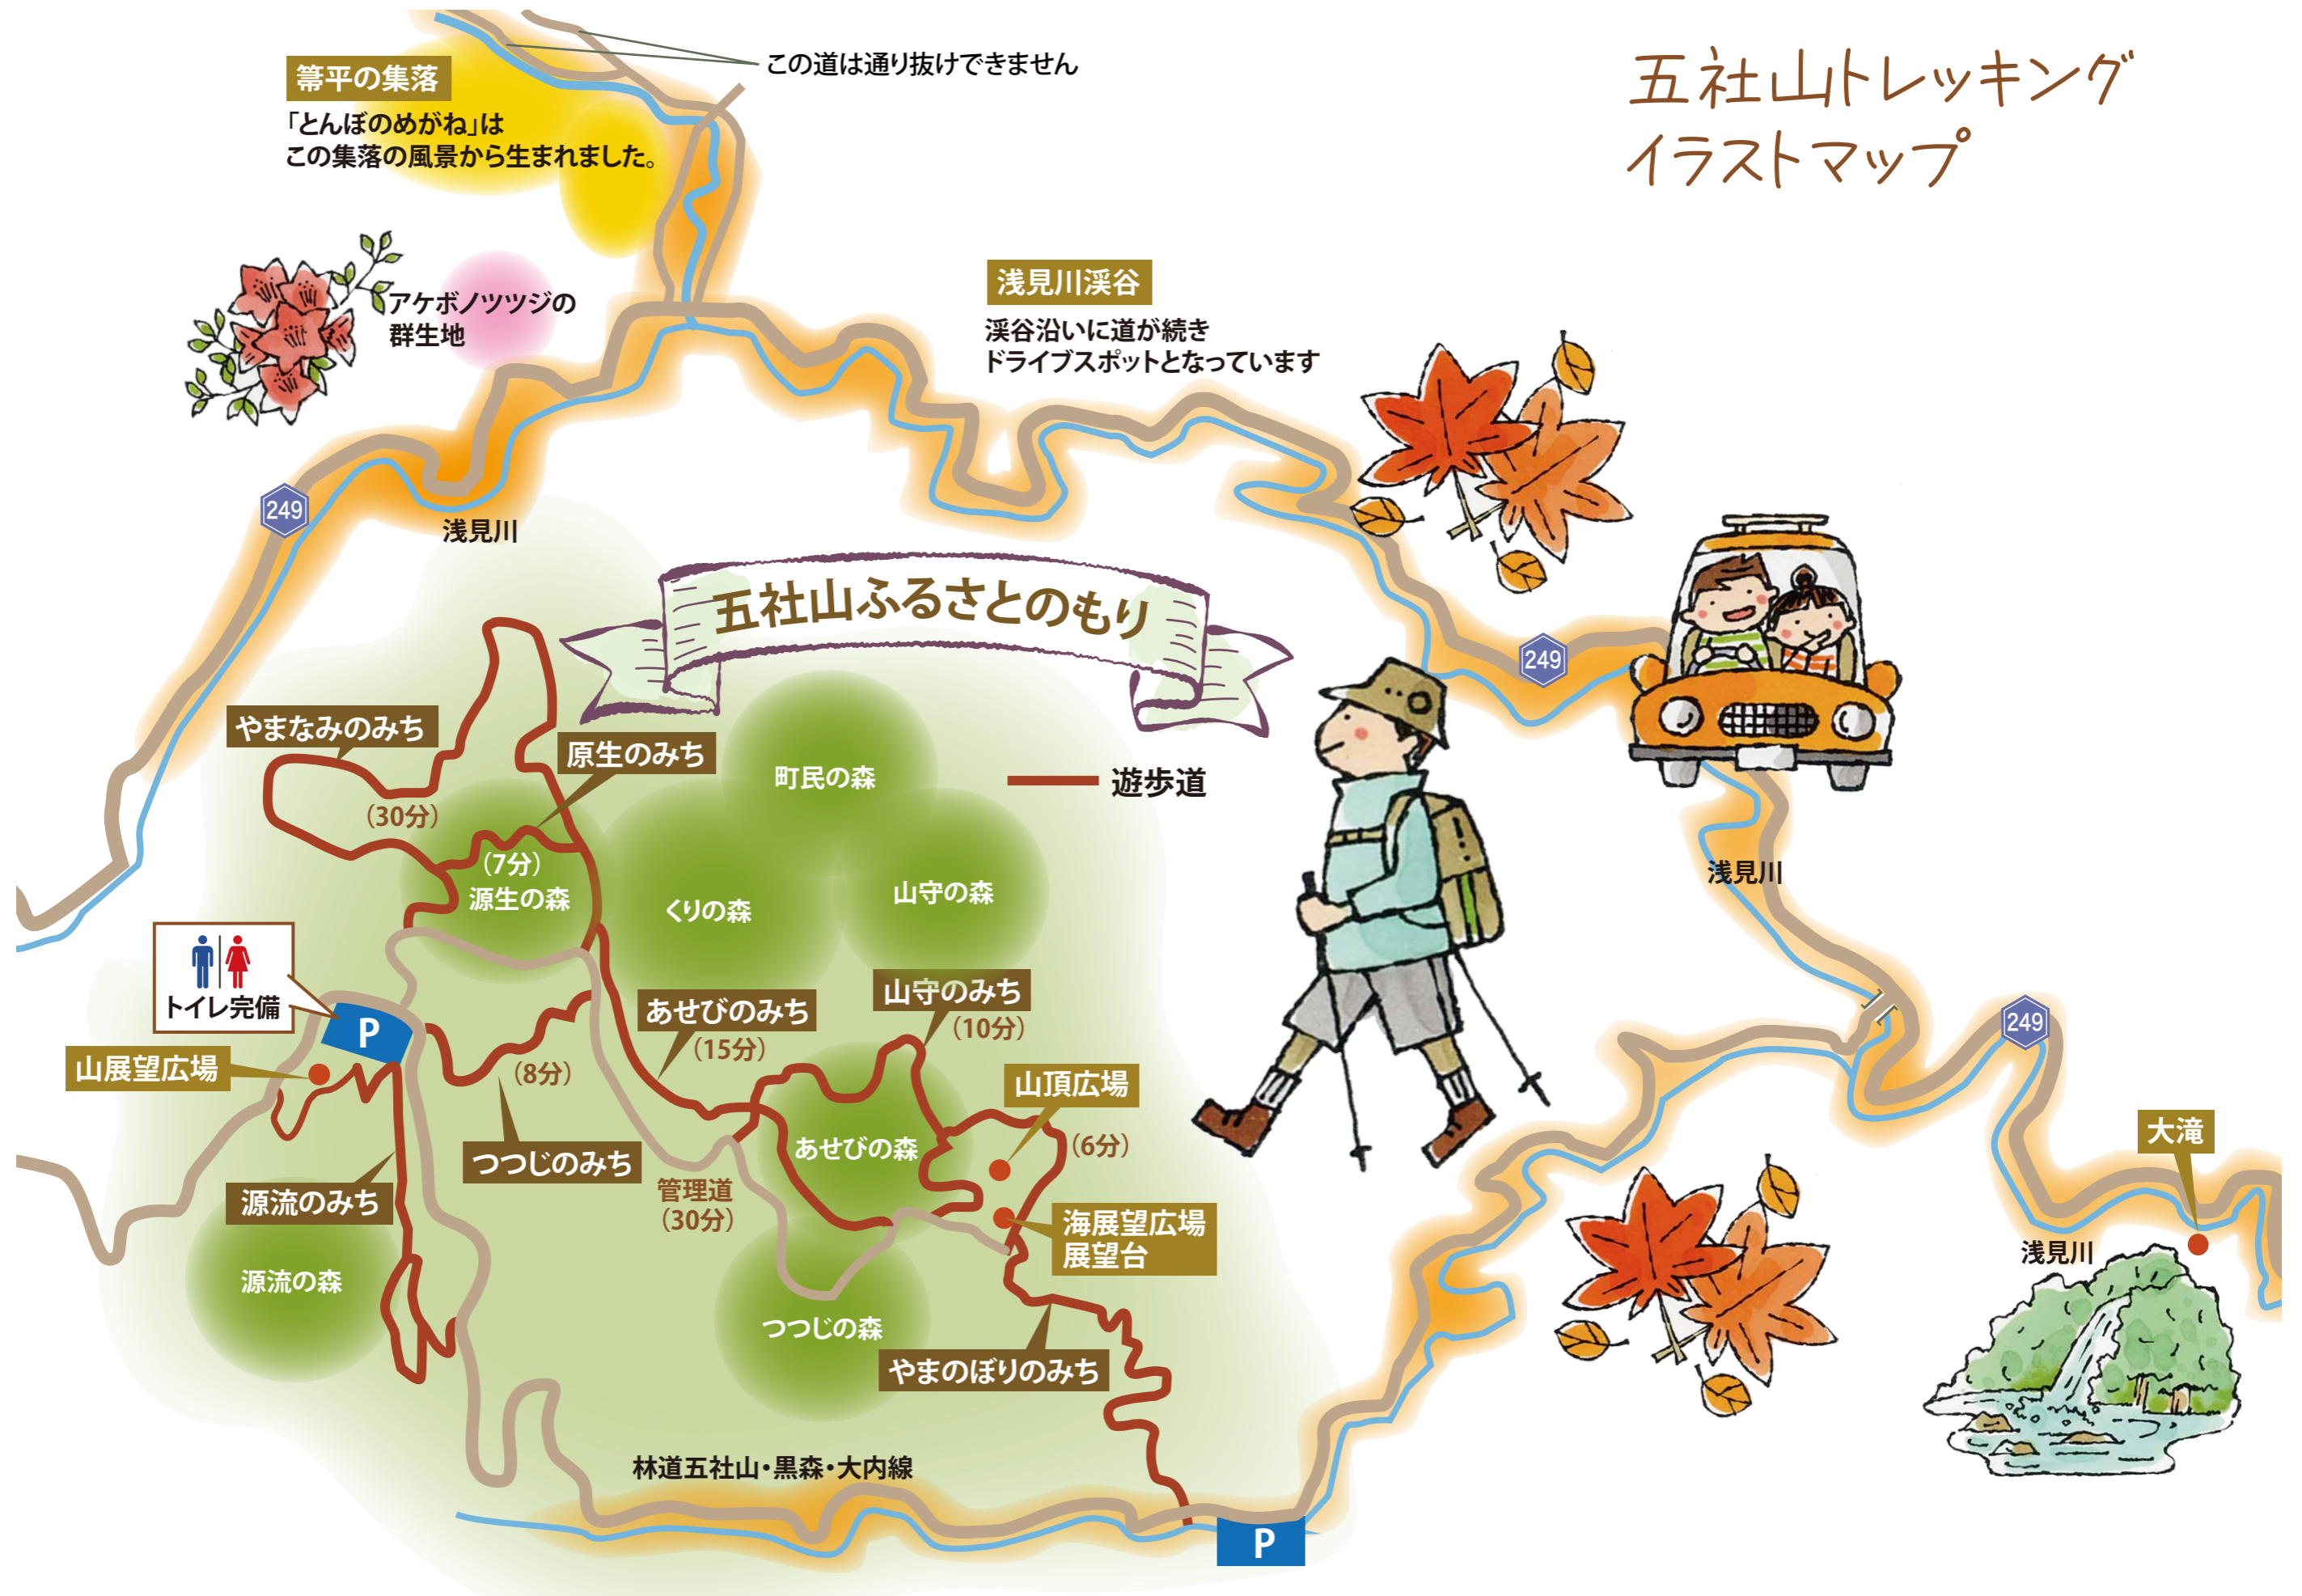 五社山トレッキング
イラストマップ
この道は通り抜けできません
箒平の集落
「とんぼのめがね」は
この集落の風景から生まれました。
アケボノツツジの
群生地
浅見川渓谷
渓谷沿いに道が続き
ドライブスポットとなっています
249
浅見川
五社山ふるさとのもり
249
やまなみのみち
(30分)
原生のみち
(7分)
源生の森
町民の森
遊歩道
くりの森
山守の森
浅見川
トイレ完備
P
山展望広場
(8分)
つつじのみち
あせびのみち
(15分)
山守のみち
(10分)
249
山頂広場
(6分)
あせびの森
大滝
源流のみち
管理道
(30分)
海展望広場
展望台
浅見川
源流の森
つつじの森
やまのぼりのみち
林道五社山・黒森・大内線
P